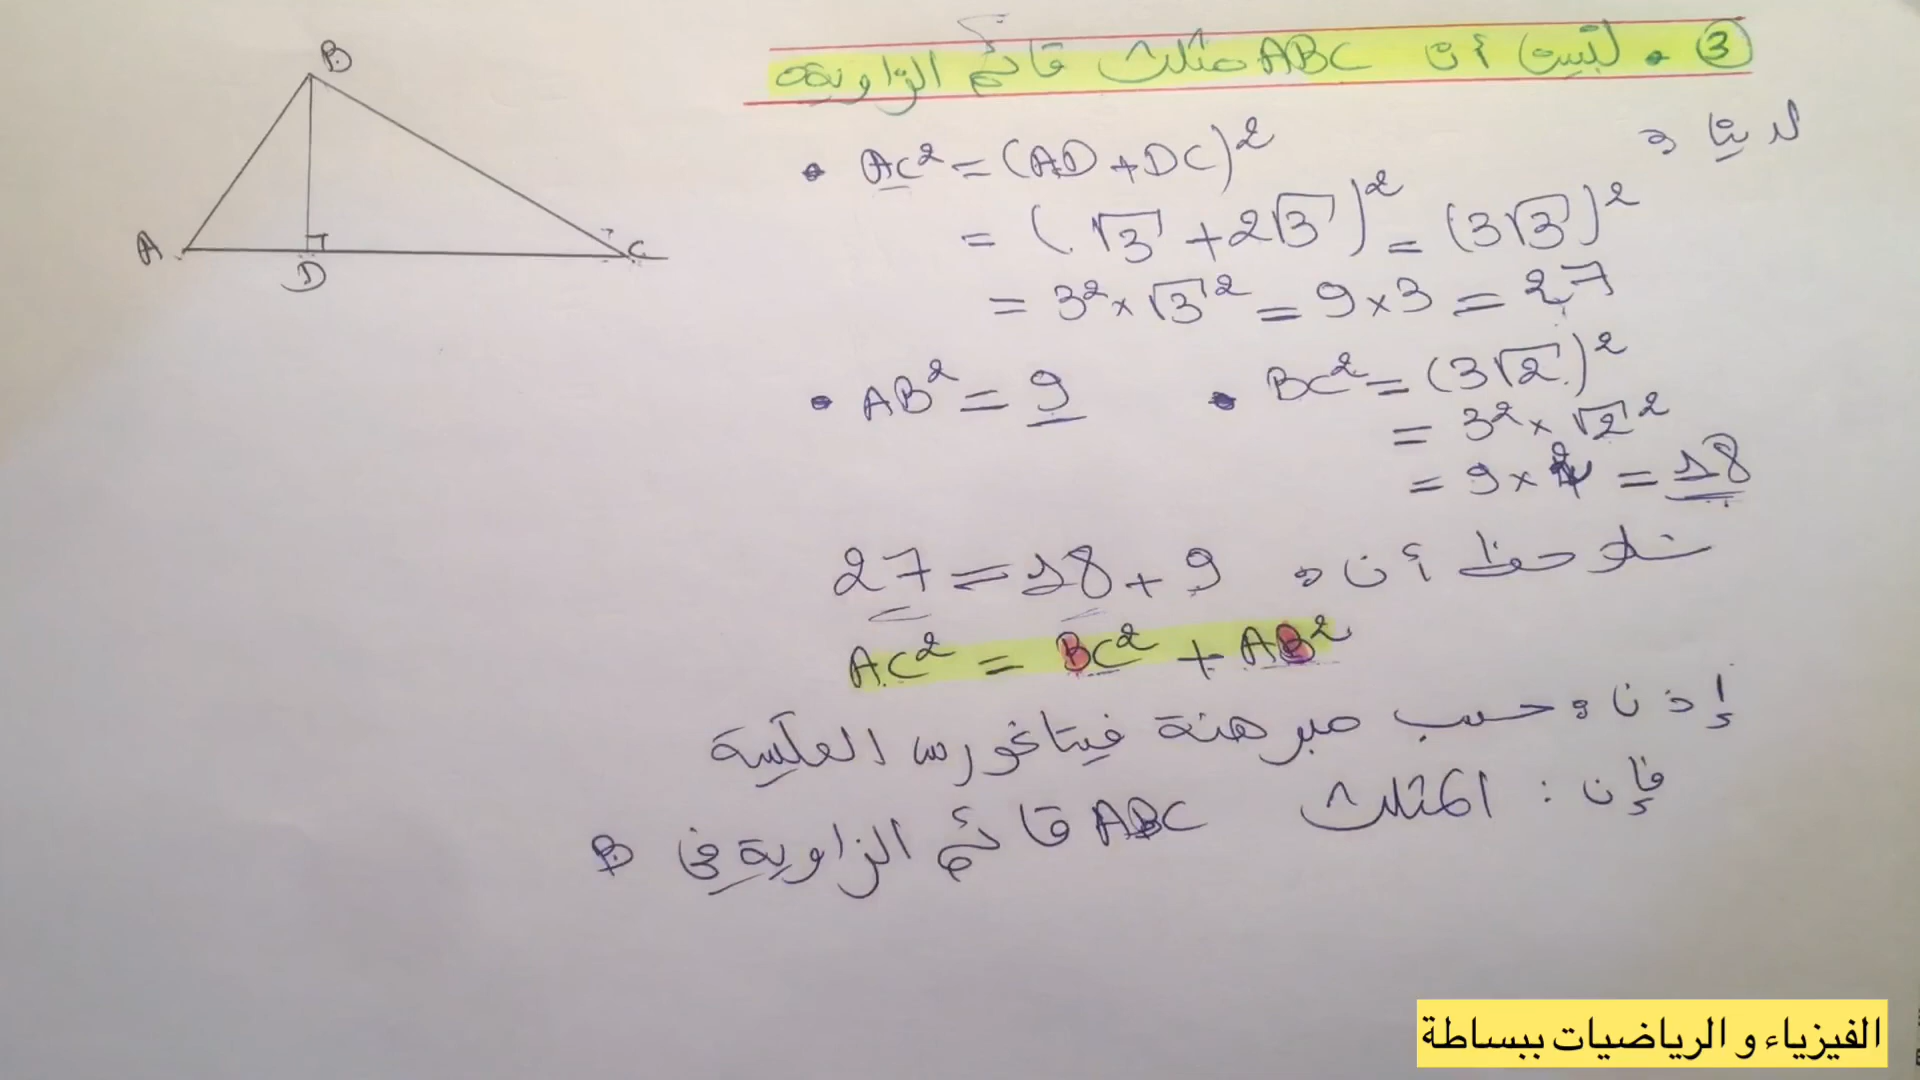 ③ • لنبين أن ABC مثلث قائم الزاوية
لدينا :
• AC² = (AD + DC)²
= (√3 + 2√3)² = (3√3)²
= 3² × √3² = 9 × 3 = 27
• AB² = 9
• BC² = (3√2)²
= 3² × √2²
= 9 × 2 = 18
نلاحظ أن : 27 = 18 + 9
AC² = BC² + AB²
إذن : حسب مبرهنة فيتاغورس العكسية
فإن : المثلث ABC قائم الزاوية في B
B
A
D
C
الفيزياء و الرياضيات ببساطة